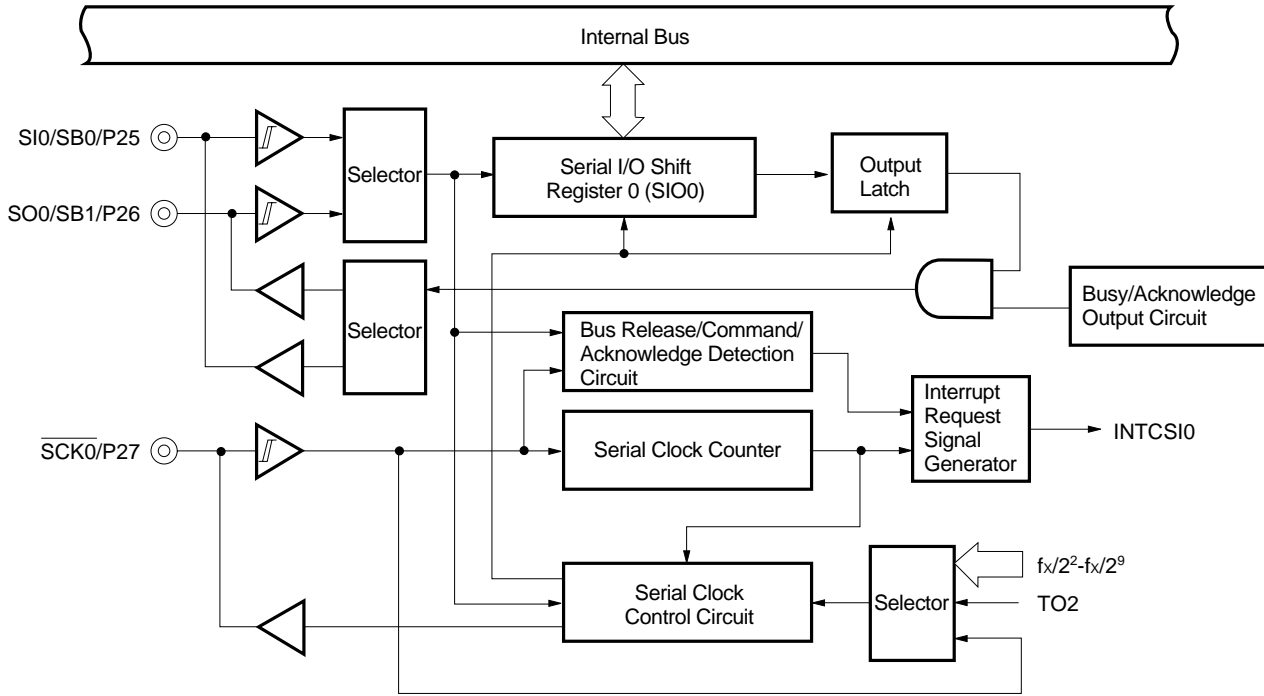 Internal Bus
SI0/SB0/P25
SO0/SB1/P26
Selector
Serial I/O Shift
Register 0 (SIO0)
Output
Latch
Selector
Busy/Acknowledge
Output Circuit
Bus Release/Command/
Acknowledge Detection
Circuit
Interrupt
Request
Signal
Generator
INTCSI0
SCK0/P27
Serial Clock Counter
Serial Clock
Control Circuit
Selector
fx/2²-fx/2⁹
TO2